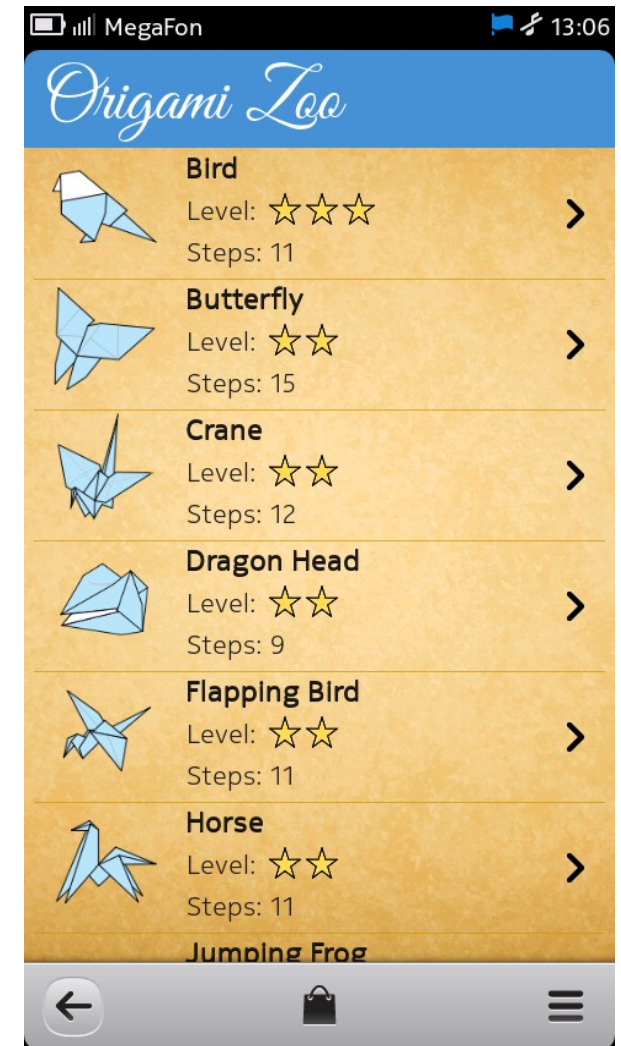 MegaFon 13:06
Origami Zoo
Bird
Level:
Steps: 11
Butterfly
Level:
Steps: 15
Crane
Level:
Steps: 12
Dragon Head
Level:
Steps: 9
Flapping Bird
Level:
Steps: 11
Horse
Level:
Steps: 11
Jumping Frog